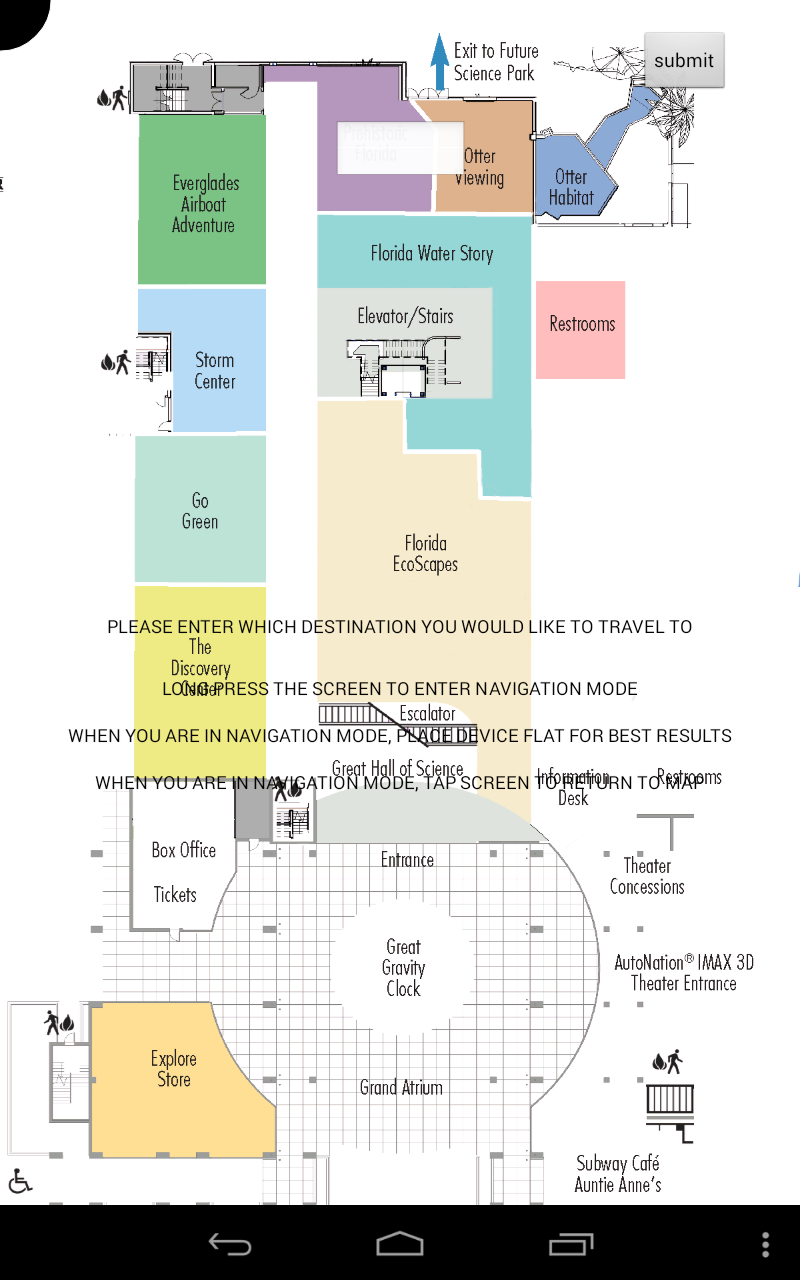 Exit to Future
Science Park
submit
Prehistoric
Florida
Otter
Viewing
Otter
Habitat
Everglades
Airboat
Adventure
Florida Water Story
Elevator/Stairs
Restrooms
Storm
Center
Go
Green
Florida
EcoScapes
PLEASE ENTER WHICH DESTINATION YOU WOULD LIKE TO TRAVEL TO
The
Discovery
Center
LONG PRESS THE SCREEN TO ENTER NAVIGATION MODE
Escalator
WHEN YOU ARE IN NAVIGATION MODE, PLACE DEVICE FLAT FOR BEST RESULTS
Great Hall of Science
Information
Desk
Restrooms
WHEN YOU ARE IN NAVIGATION MODE, TAP SCREEN TO RETURN TO MAP
Box Office
Tickets
Entrance
Theater
Concessions
Great
Gravity
Clock
AutoNation® IMAX 3D
Theater Entrance
Explore
Store
Grand Atrium
Subway Café
Auntie Anne's